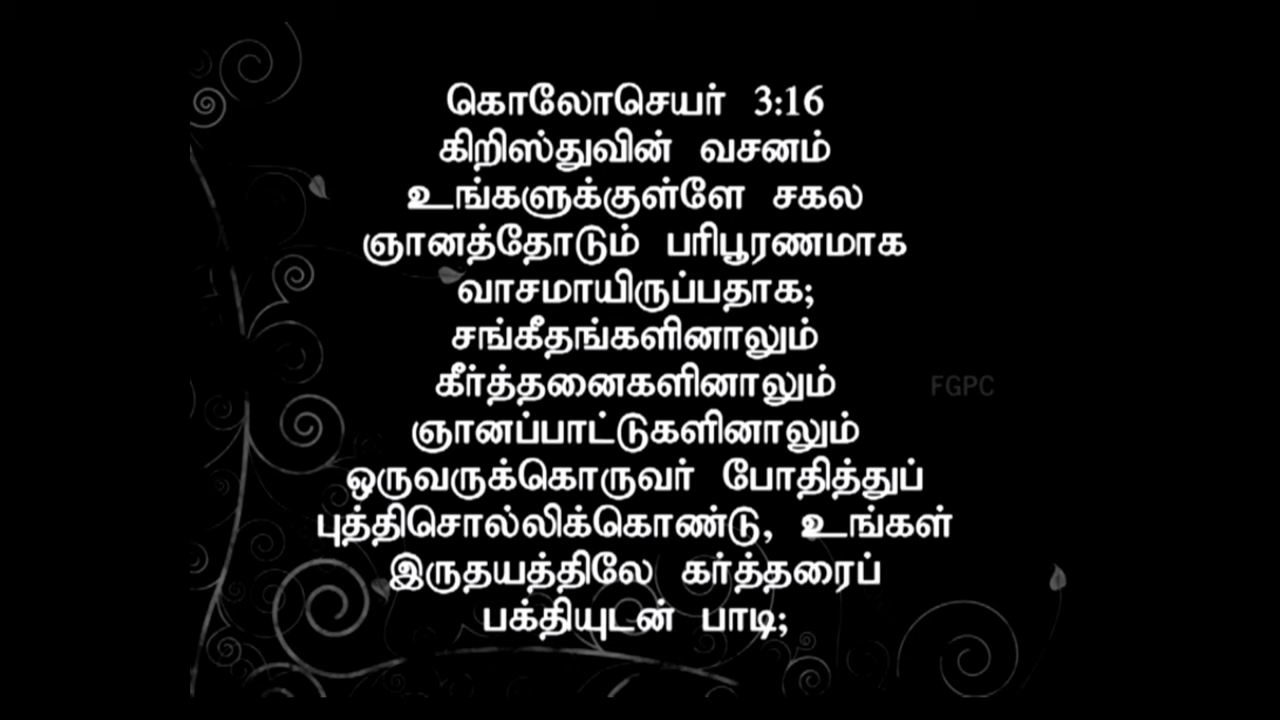 கொலோசெயர் 3:16
கிறிஸ்துவின் வசனம்
உங்களுக்குள்ளே சகல
ஞானத்தோடும் பரிபூரணமாக
வாசமாயிருப்பதாக;
சங்கீதங்களினாலும்
கீர்த்தனைகளினாலும்
FGPC
ஞானப்பாட்டுகளினாலும்
ஒருவருக்கொருவர் போதித்துப்
புத்திசொல்லிக்கொண்டு, உங்கள்
இருதயத்திலே கர்த்தரைப்
பக்தியுடன் பாடி;